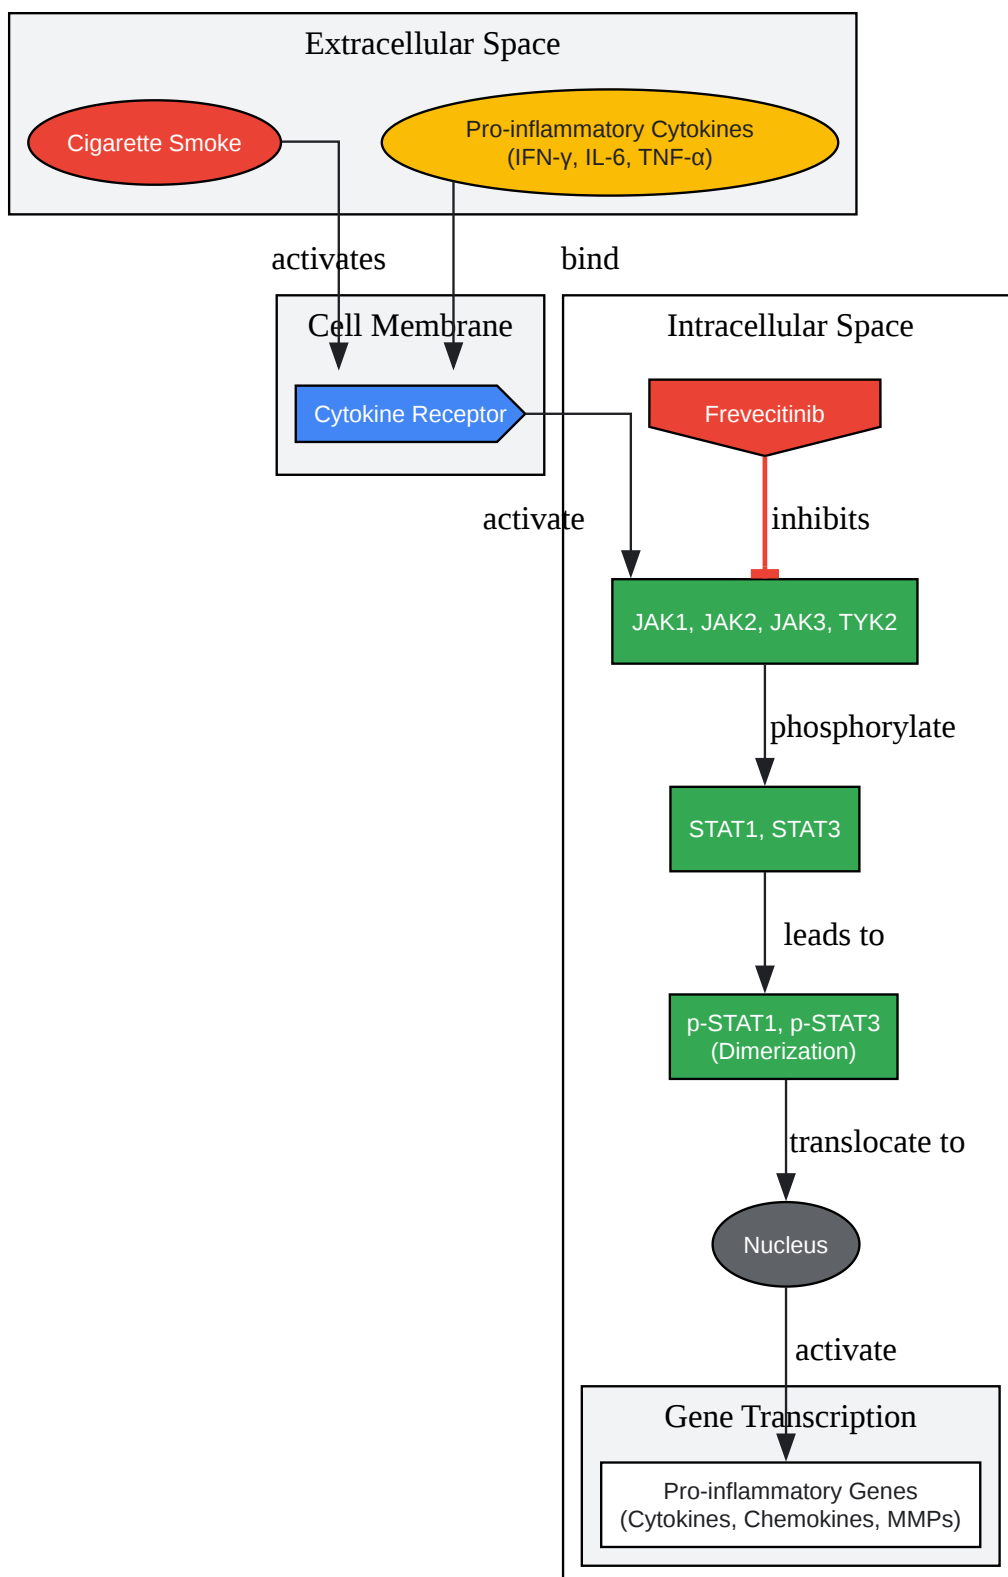 Extracellular Space
Cigarette Smoke
Pro-inflammatory Cytokines
(IFN-γ, IL-6, TNF-α)
activates
bind
Cell Membrane
Intracellular Space
Cytokine Receptor
Frevecitinib
activate
inhibits
JAK1, JAK2, JAK3, TYK2
phosphorylate
STAT1, STAT3
leads to
p-STAT1, p-STAT3
(Dimerization)
translocate to
Nucleus
activate
Gene Transcription
Pro-inflammatory Genes
(Cytokines, Chemokines, MMPs)